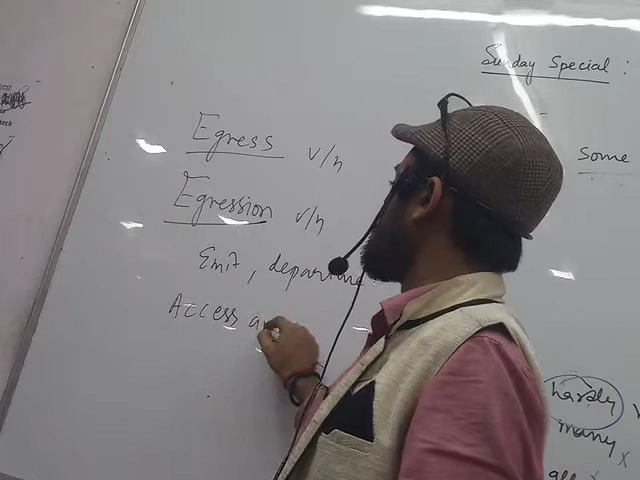 Sunday Special :
Egress v/n
Some
Egression v/n
Emit, departure
Access a
hardly
many x